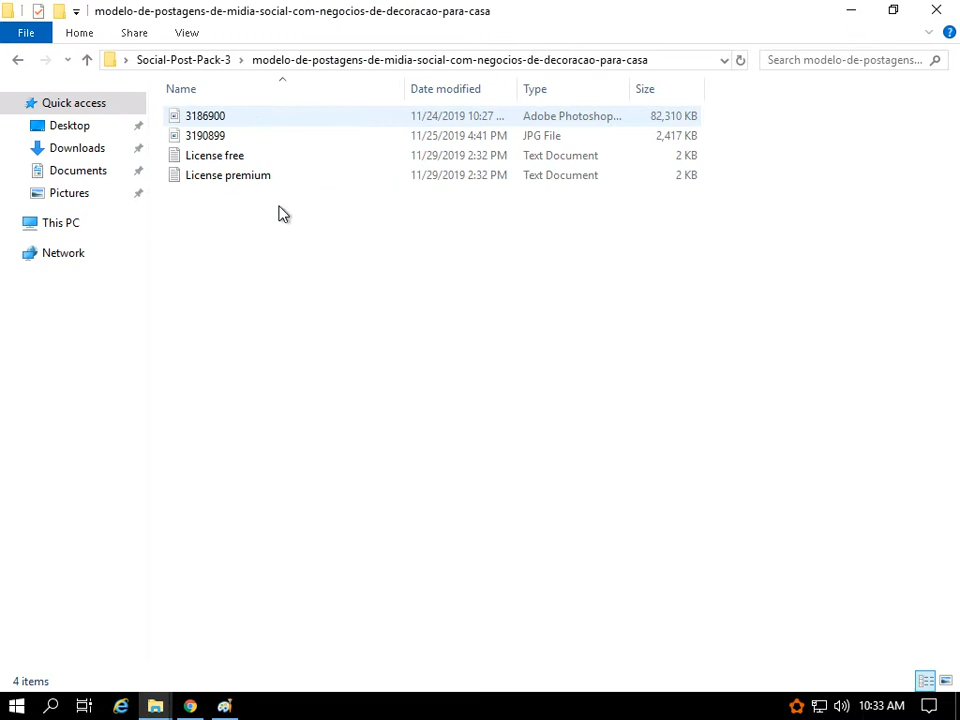 modelo-de-postagens-de-midia-social-com-negocios-de-decoracao-para-casa
File Home Share View
Social-Post-Pack-3 modelo-de-postagens-de-midia-social-com-negocios-de-decoracao-para-casa Search modelo-de-postagens-de...
Name Date modified Type Size
Quick access
Desktop
Downloads
Documents
Pictures
This PC
Network
3186900 11/24/2019 10:27 ... Adobe Photoshop... 82,310 KB
3190899 11/25/2019 4:41 PM JPG File 2,417 KB
License free 11/29/2019 2:32 PM Text Document 2 KB
License premium 11/29/2019 2:32 PM Text Document 2 KB
4 items
10:33 AM